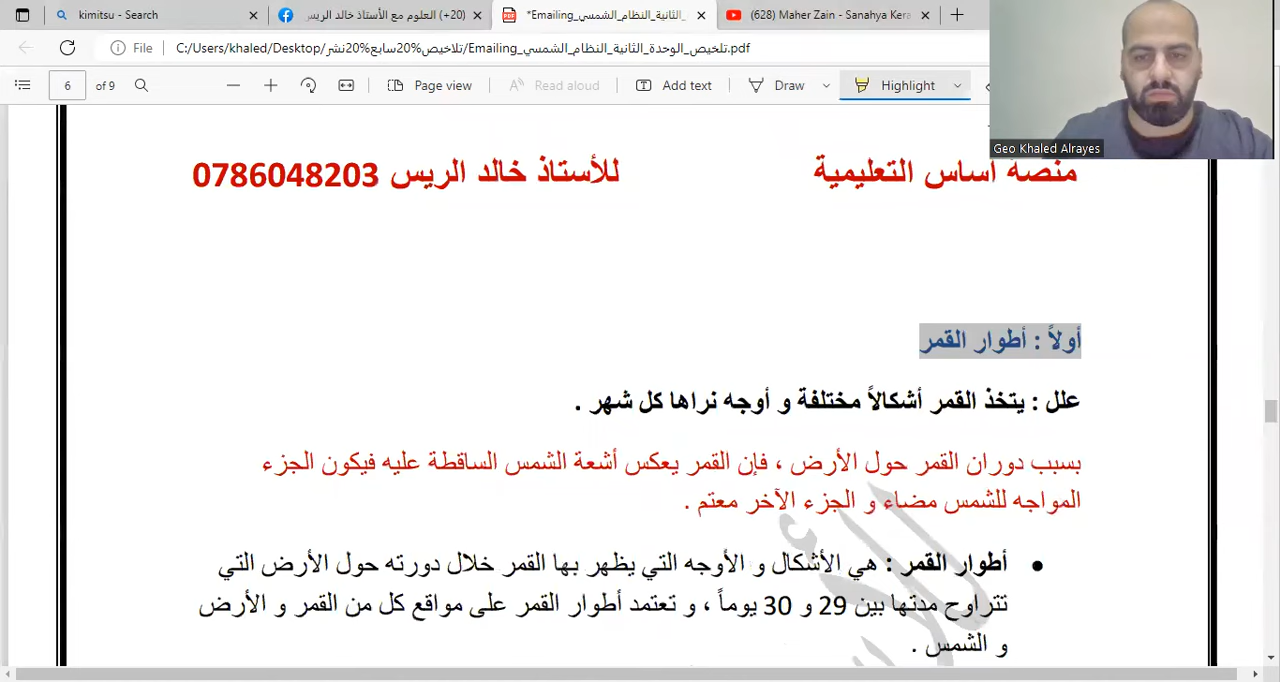 kimitsu - Search
(20+) العلوم مع الأستاذ خالد الريس
*Emailing_الثانية_النظام_الشمسي_
(628) Maher Zain - Sanahya Kera
File
C:/Users/khaled/Desktop/تلاخيص%20سابع%20نشر/Emailing_تلخيص_الوحدة_الثانية_النظام_الشمسي.pdf
6 of 9
Page view
Read aloud
Add text
Draw
Highlight
Geo Khaled Alrayes
منصة أساس التعليمية للأستاذ خالد الريس 0786048203
أولاً : أطوار القمر
علل : يتخذ القمر أشكالاً مختلفة و أوجه نراها كل شهر .
بسبب دوران القمر حول الأرض ، فإن القمر يعكس أشعة الشمس الساقطة عليه فيكون الجزء
المواجه للشمس مضاء و الجزء الآخر معتم .
• أطوار القمر : هي الأشكال و الأوجه التي يظهر بها القمر خلال دورته حول الأرض التي
تتراوح مدتها بين 29 و 30 يوماً ، و تعتمد أطوار القمر على مواقع كل من القمر و الأرض
و الشمس .